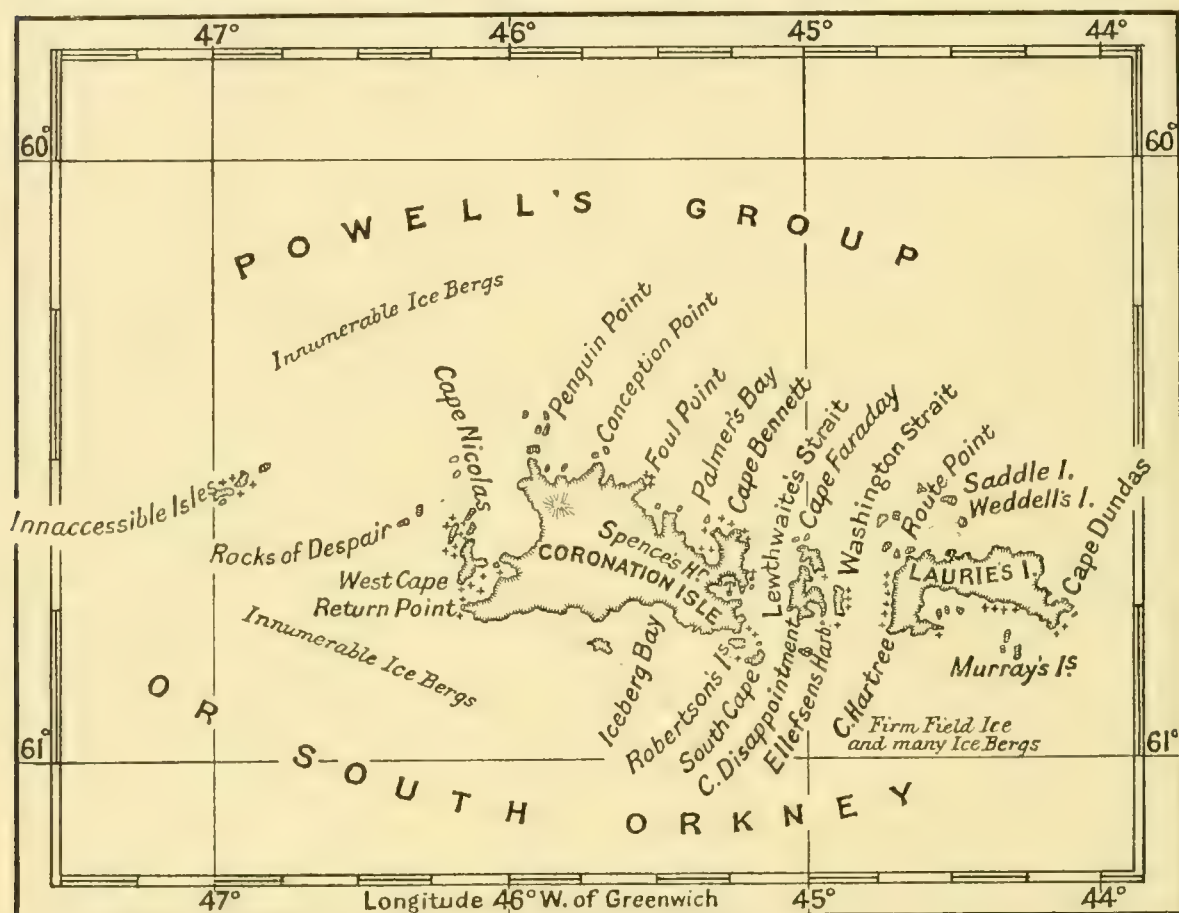 47° 46° 45° 44°
60° 60°
POWELL'S GROUP
Innumerable Ice Bergs
Penguin Point
Conception Point
Cape Nicolas
Foul Point
Palmer's Bay
Cape Bennett
Lewthwaite's Strait
Cape Faraday
Washington Strait
Route Point
Saddle I.
Weddell's I.
Cape Dundas
Innaccessible Isles
Rocks of Despair
West Cape
Return Point
CORONATION ISLE
Spence's Hr.
LAURIE'S I.
Innumerable Ice Bergs
Iceberg Bay
Robertson's Is.
South Cape
C. Disappointment
Ellefsens Harb.
C. Hartree
Murray's Is.
Firm Field Ice
and many Ice Bergs
61° 61°
OR SOUTH ORKNEY
47° Longitude 46° W. of Greenwich 45° 44°